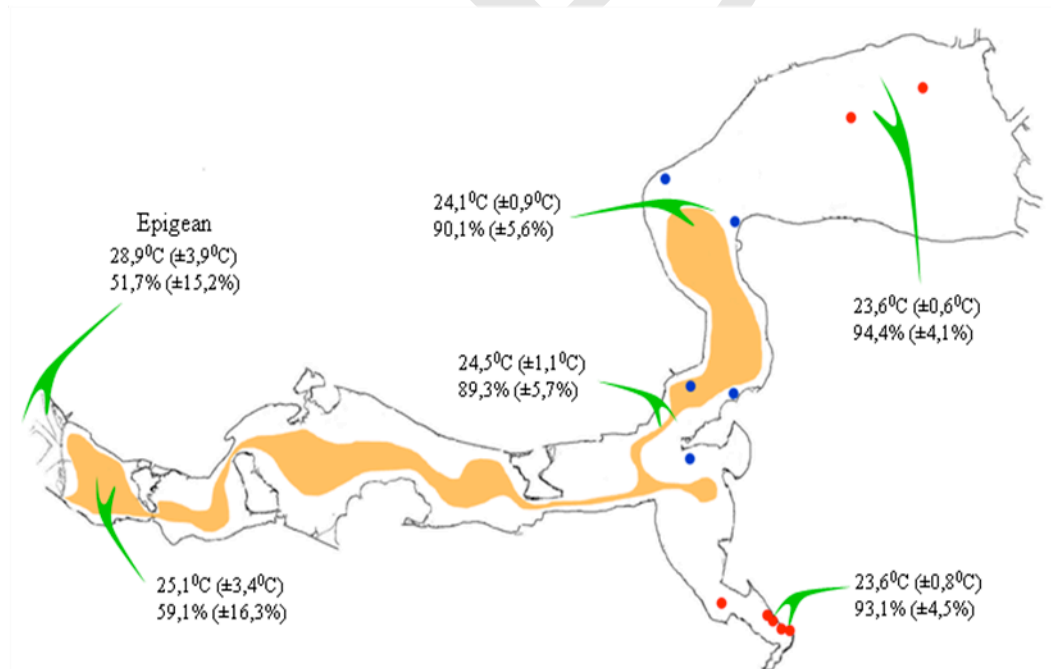 Epigean
28,9⁰C (±3,9⁰C)
51,7% (±15,2%)
24,1⁰C (±0,9⁰C)
90,1% (±5,6%)
23,6⁰C (±0,6⁰C)
94,4% (±4,1%)
24,5⁰C (±1,1⁰C)
89,3% (±5,7%)
25,1⁰C (±3,4⁰C)
59,1% (±16,3%)
23,6⁰C (±0,8⁰C)
93,1% (±4,5%)